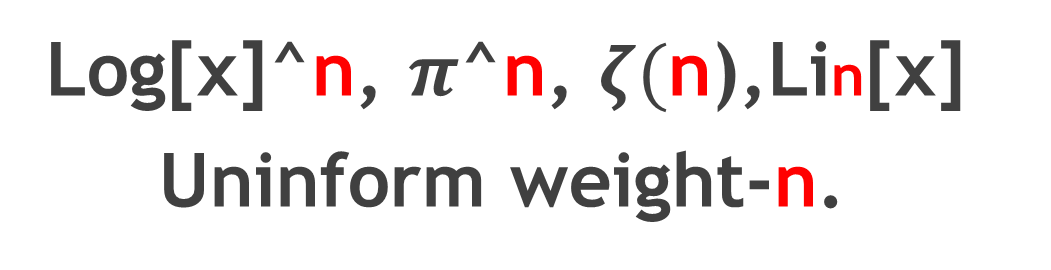 Log[x]^n, π^n, ζ(n),Lin[x]
Uninform weight-n.